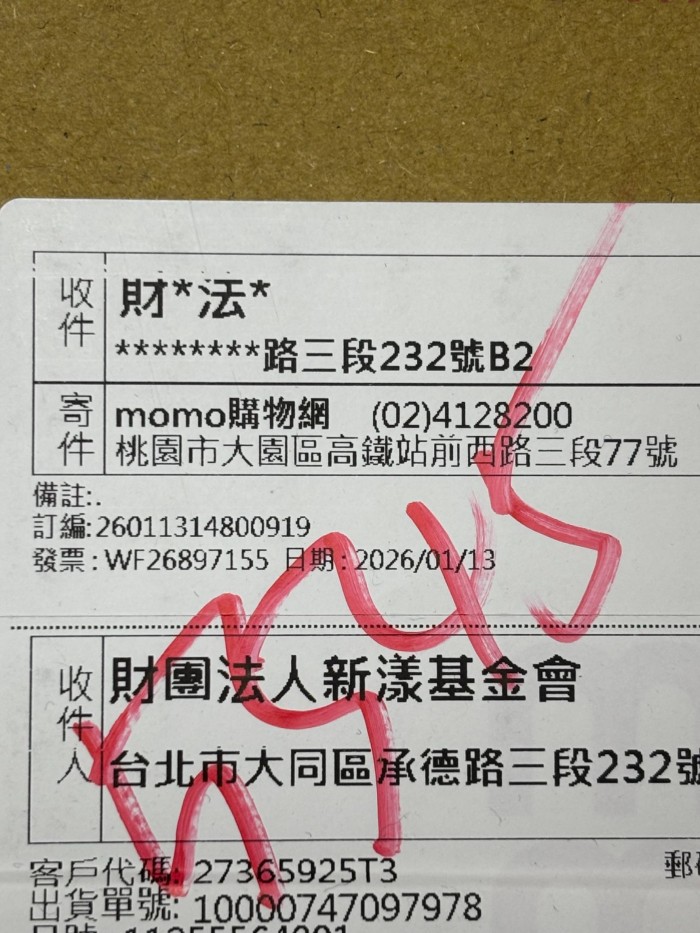 收件
財*法*
********路三段232號B2
寄件
momo購物網 (02)4128200
桃園市大園區高鐵站前西路三段77號
備註:.
訂編:26011314800919
發票:WF26897155 日期:2026/01/13
收件人
財團法人新漾基金會
台北市大同區承德路三段232號
客戶代碼: 27365925T3
出貨單號: 10000747097978